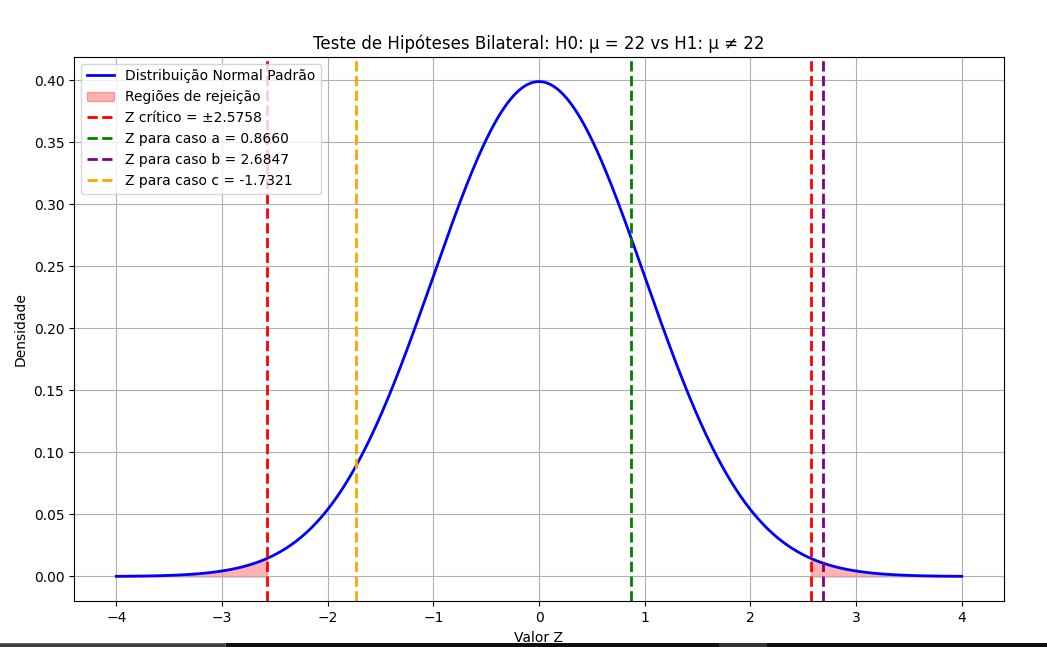 Teste de Hipóteses Bilateral: H0: μ = 22 vs H1: μ ≠ 22
Distribuição Normal Padrão
Regiões de rejeição
Z crítico = ±2.5758
Z para caso a = 0.8660
Z para caso b = 2.6847
Z para caso c = -1.7321
Densidade
0.40
0.35
0.30
0.25
0.20
0.15
0.10
0.05
0.00
−4 −3 −2 −1 0 1 2 3 4
Valor Z